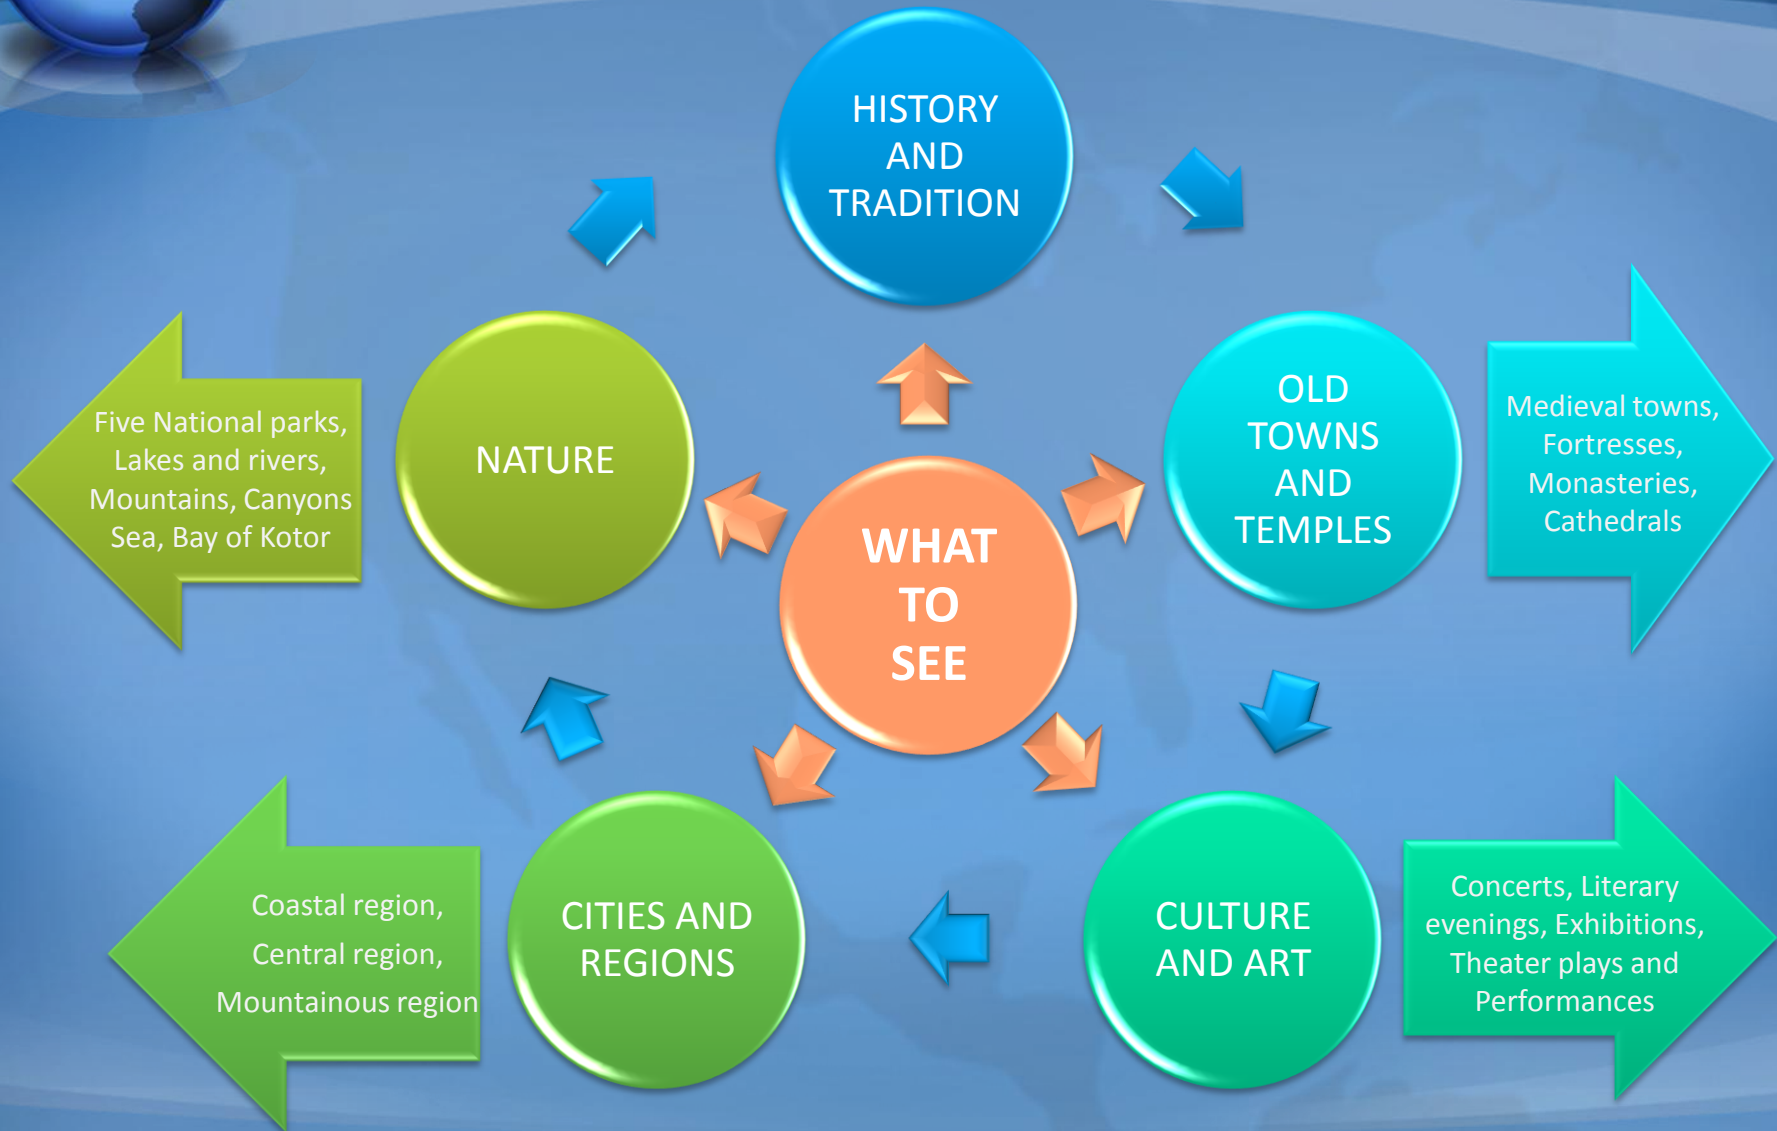 HISTORY
AND
TRADITION
Five National parks,
Lakes and rivers,
Mountains, Canyons
Sea, Bay of Kotor
NATURE
OLD
TOWNS
AND
TEMPLES
Medieval towns,
Fortresses,
Monasteries,
Cathedrals
WHAT
TO
SEE
Coastal region,
Central region,
Mountainous region
CITIES AND
REGIONS
CULTURE
AND ART
Concerts, Literary
evenings, Exhibitions,
Theater plays and
Performances